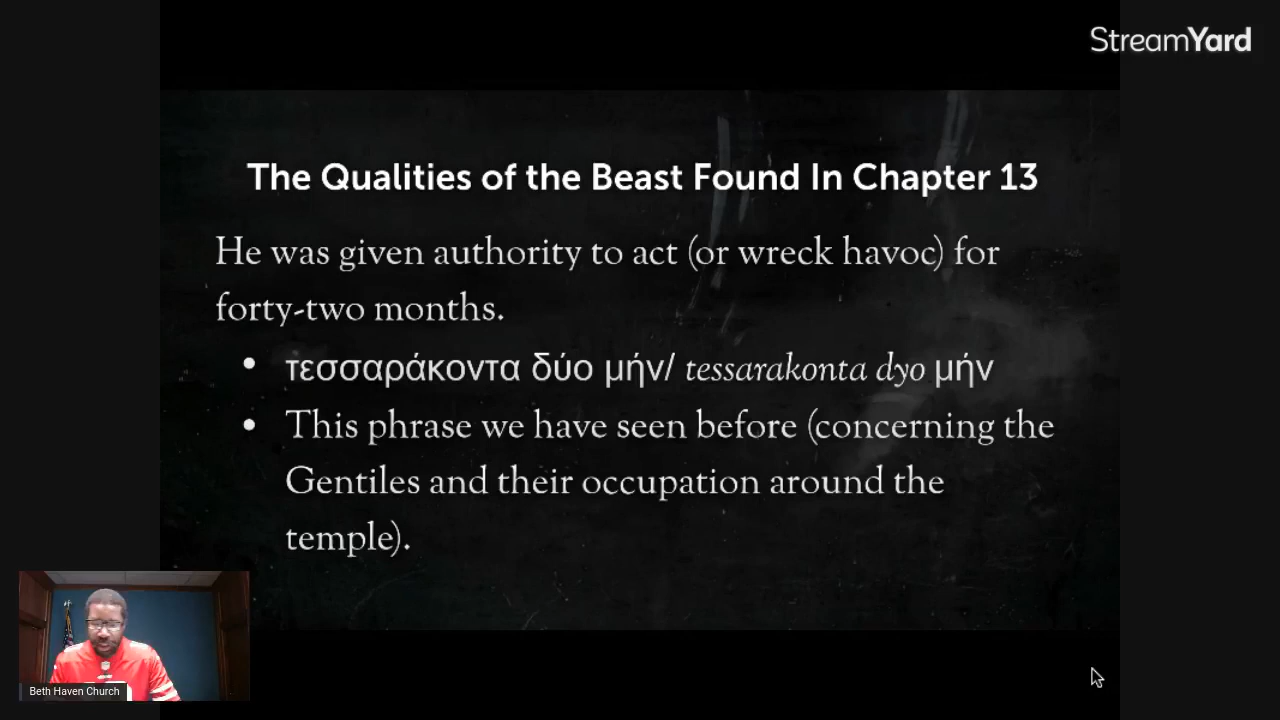 StreamYard
The Qualities of the Beast Found In Chapter 13
He was given authority to act (or wreck havoc) for
forty-two months.
• τεσσαράκοντα δύο μήν/ tessarakonta dyo μήν
• This phrase we have seen before (concerning the
Gentiles and their occupation around the
temple).
Beth Haven Church